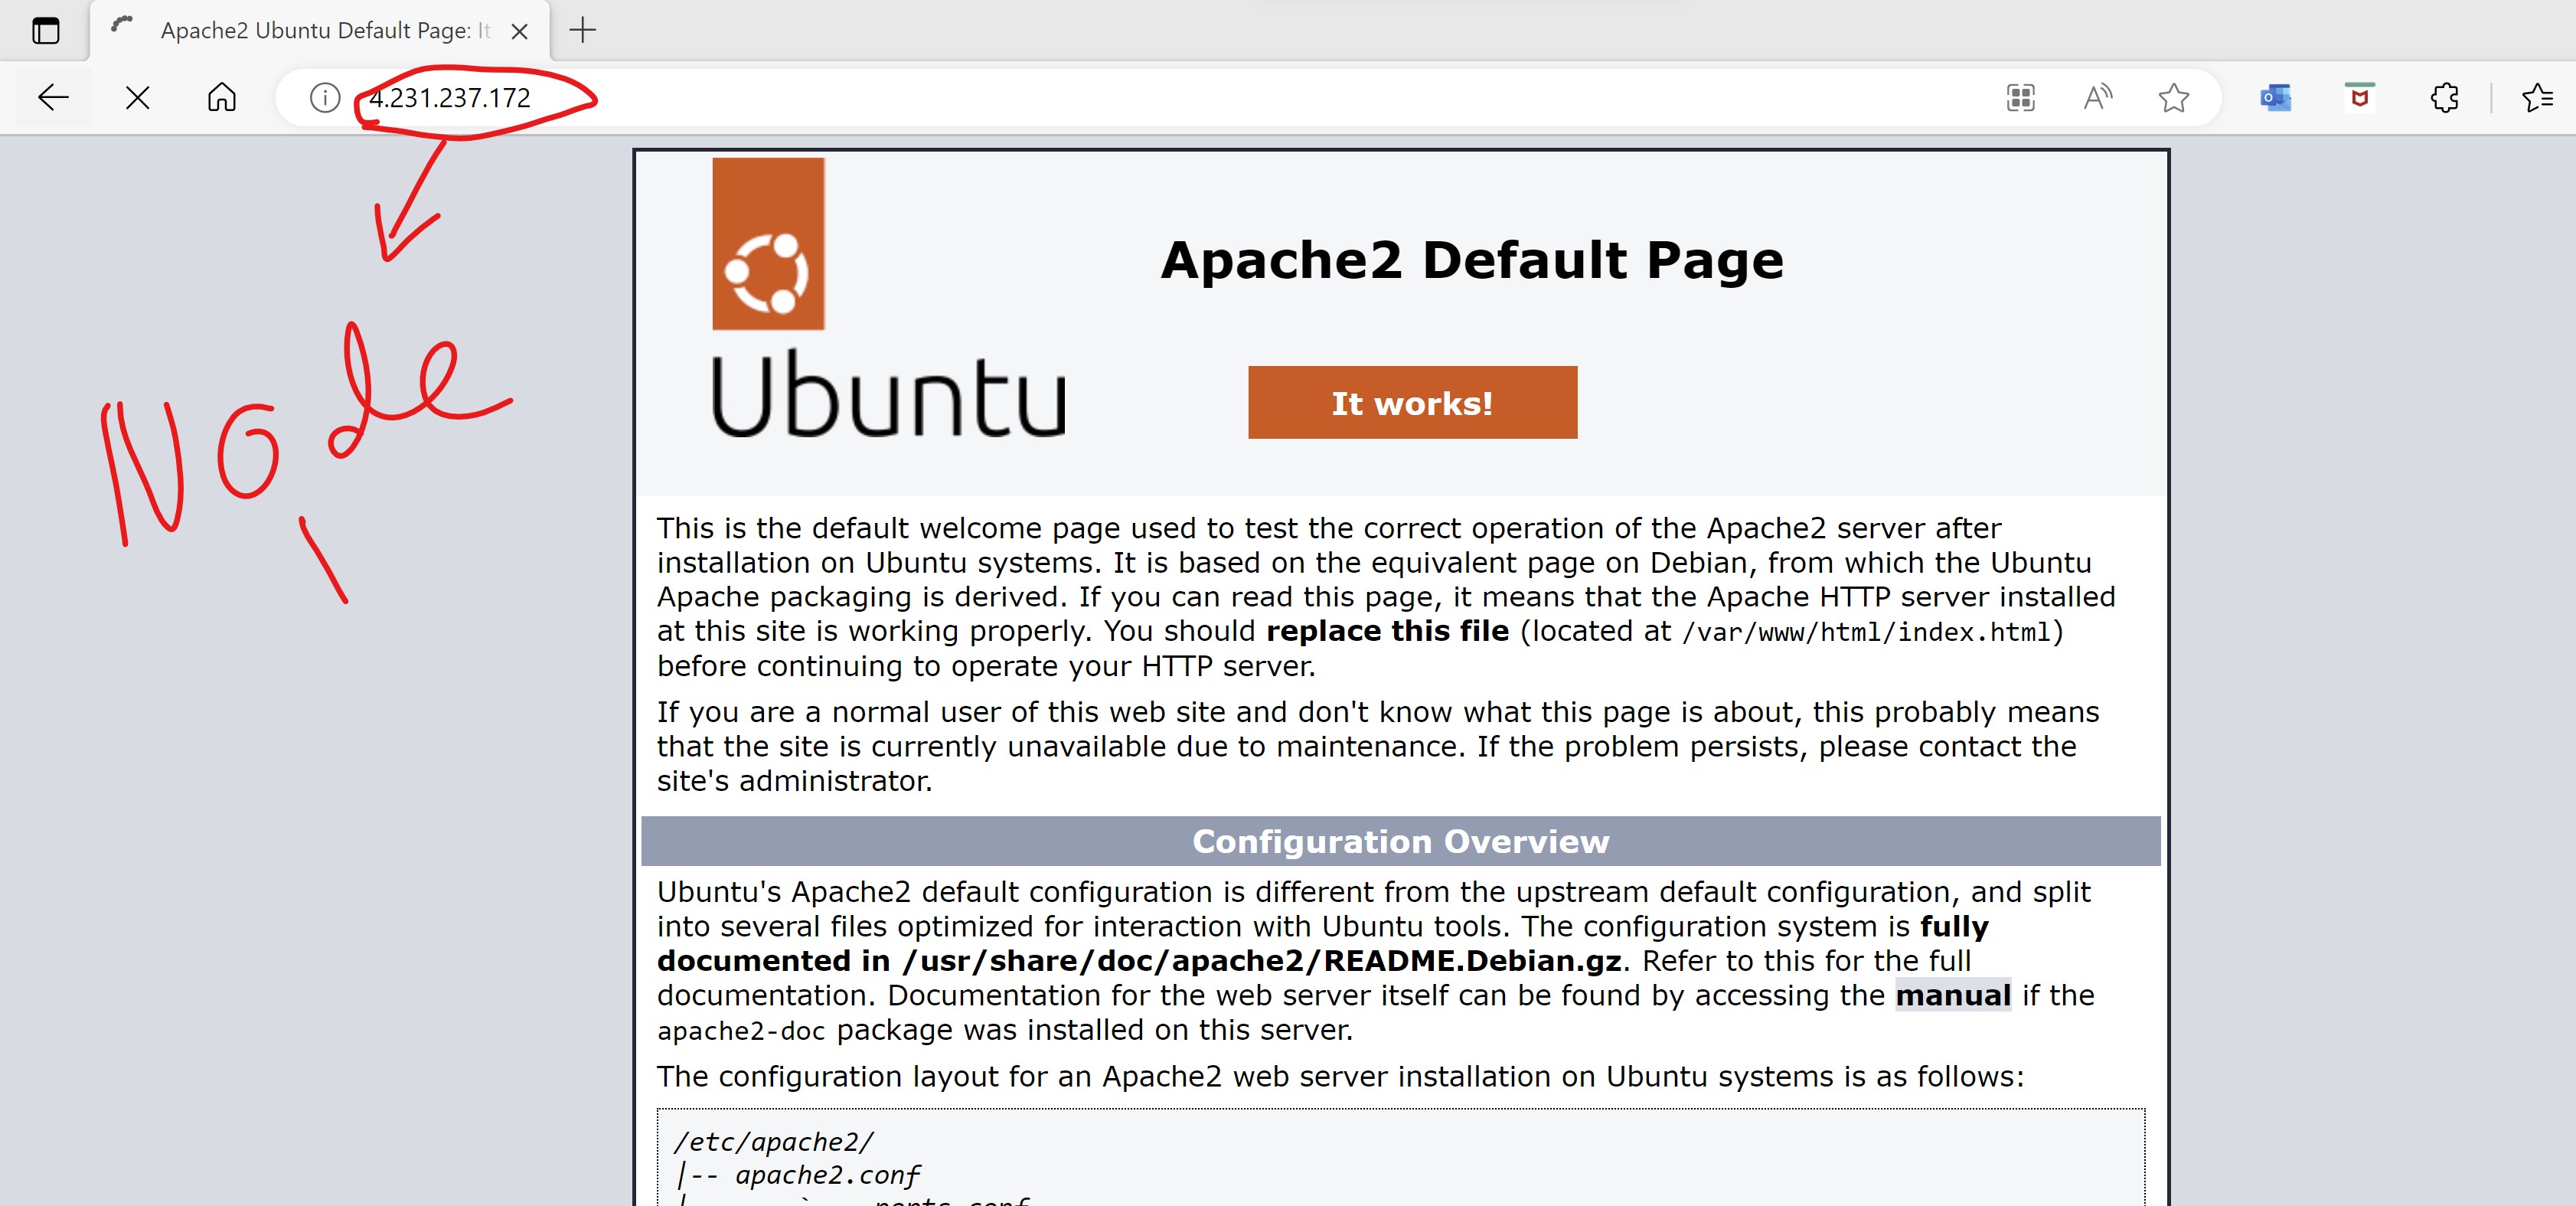 Apache2 Ubuntu Default Page: It
4.231.237.172
Node
1
Ubuntu
Apache2 Default Page
It works!
This is the default welcome page used to test the correct operation of the Apache2 server after
installation on Ubuntu systems. It is based on the equivalent page on Debian, from which the Ubuntu
Apache packaging is derived. If you can read this page, it means that the Apache HTTP server installed
at this site is working properly. You should replace this file (located at /var/www/html/index.html)
before continuing to operate your HTTP server.
If you are a normal user of this web site and don't know what this page is about, this probably means
that the site is currently unavailable due to maintenance. If the problem persists, please contact the
site's administrator.
Configuration Overview
Ubuntu's Apache2 default configuration is different from the upstream default configuration, and split
into several files optimized for interaction with Ubuntu tools. The configuration system is fully
documented in /usr/share/doc/apache2/README.Debian.gz. Refer to this for the full
documentation. Documentation for the web server itself can be found by accessing the manual if the
apache2-doc package was installed on this server.
The configuration layout for an Apache2 web server installation on Ubuntu systems is as follows:
/etc/apache2/
|-- apache2.conf
|       `--  ports.conf